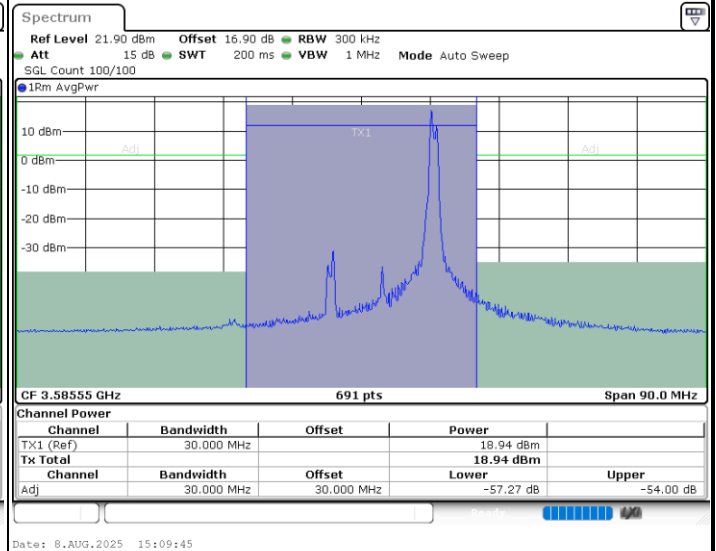 Spectrum
Ref Level 21.90 dBm Offset 16.90 dB RBW 300 kHz
Att 15 dB SWT 200 ms VBW 1 MHz Mode Auto Sweep
SGL Count 100/100
1Rm AvgPwr
10 dBm
TX1
Adj Adj
0 dBm
-10 dBm
-20 dBm
-30 dBm
CF 3.58555 GHz 691 pts Span 90.0 MHz
Channel Power
Channel Bandwidth Offset Power
TX1 (Ref) 30.000 MHz 18.94 dBm
Tx Total 18.94 dBm
Channel Bandwidth Offset Lower Upper
Adj 30.000 MHz 30.000 MHz -57.27 dB -54.00 dB
Ready
Date: 8.AUG.2025 15:09:45